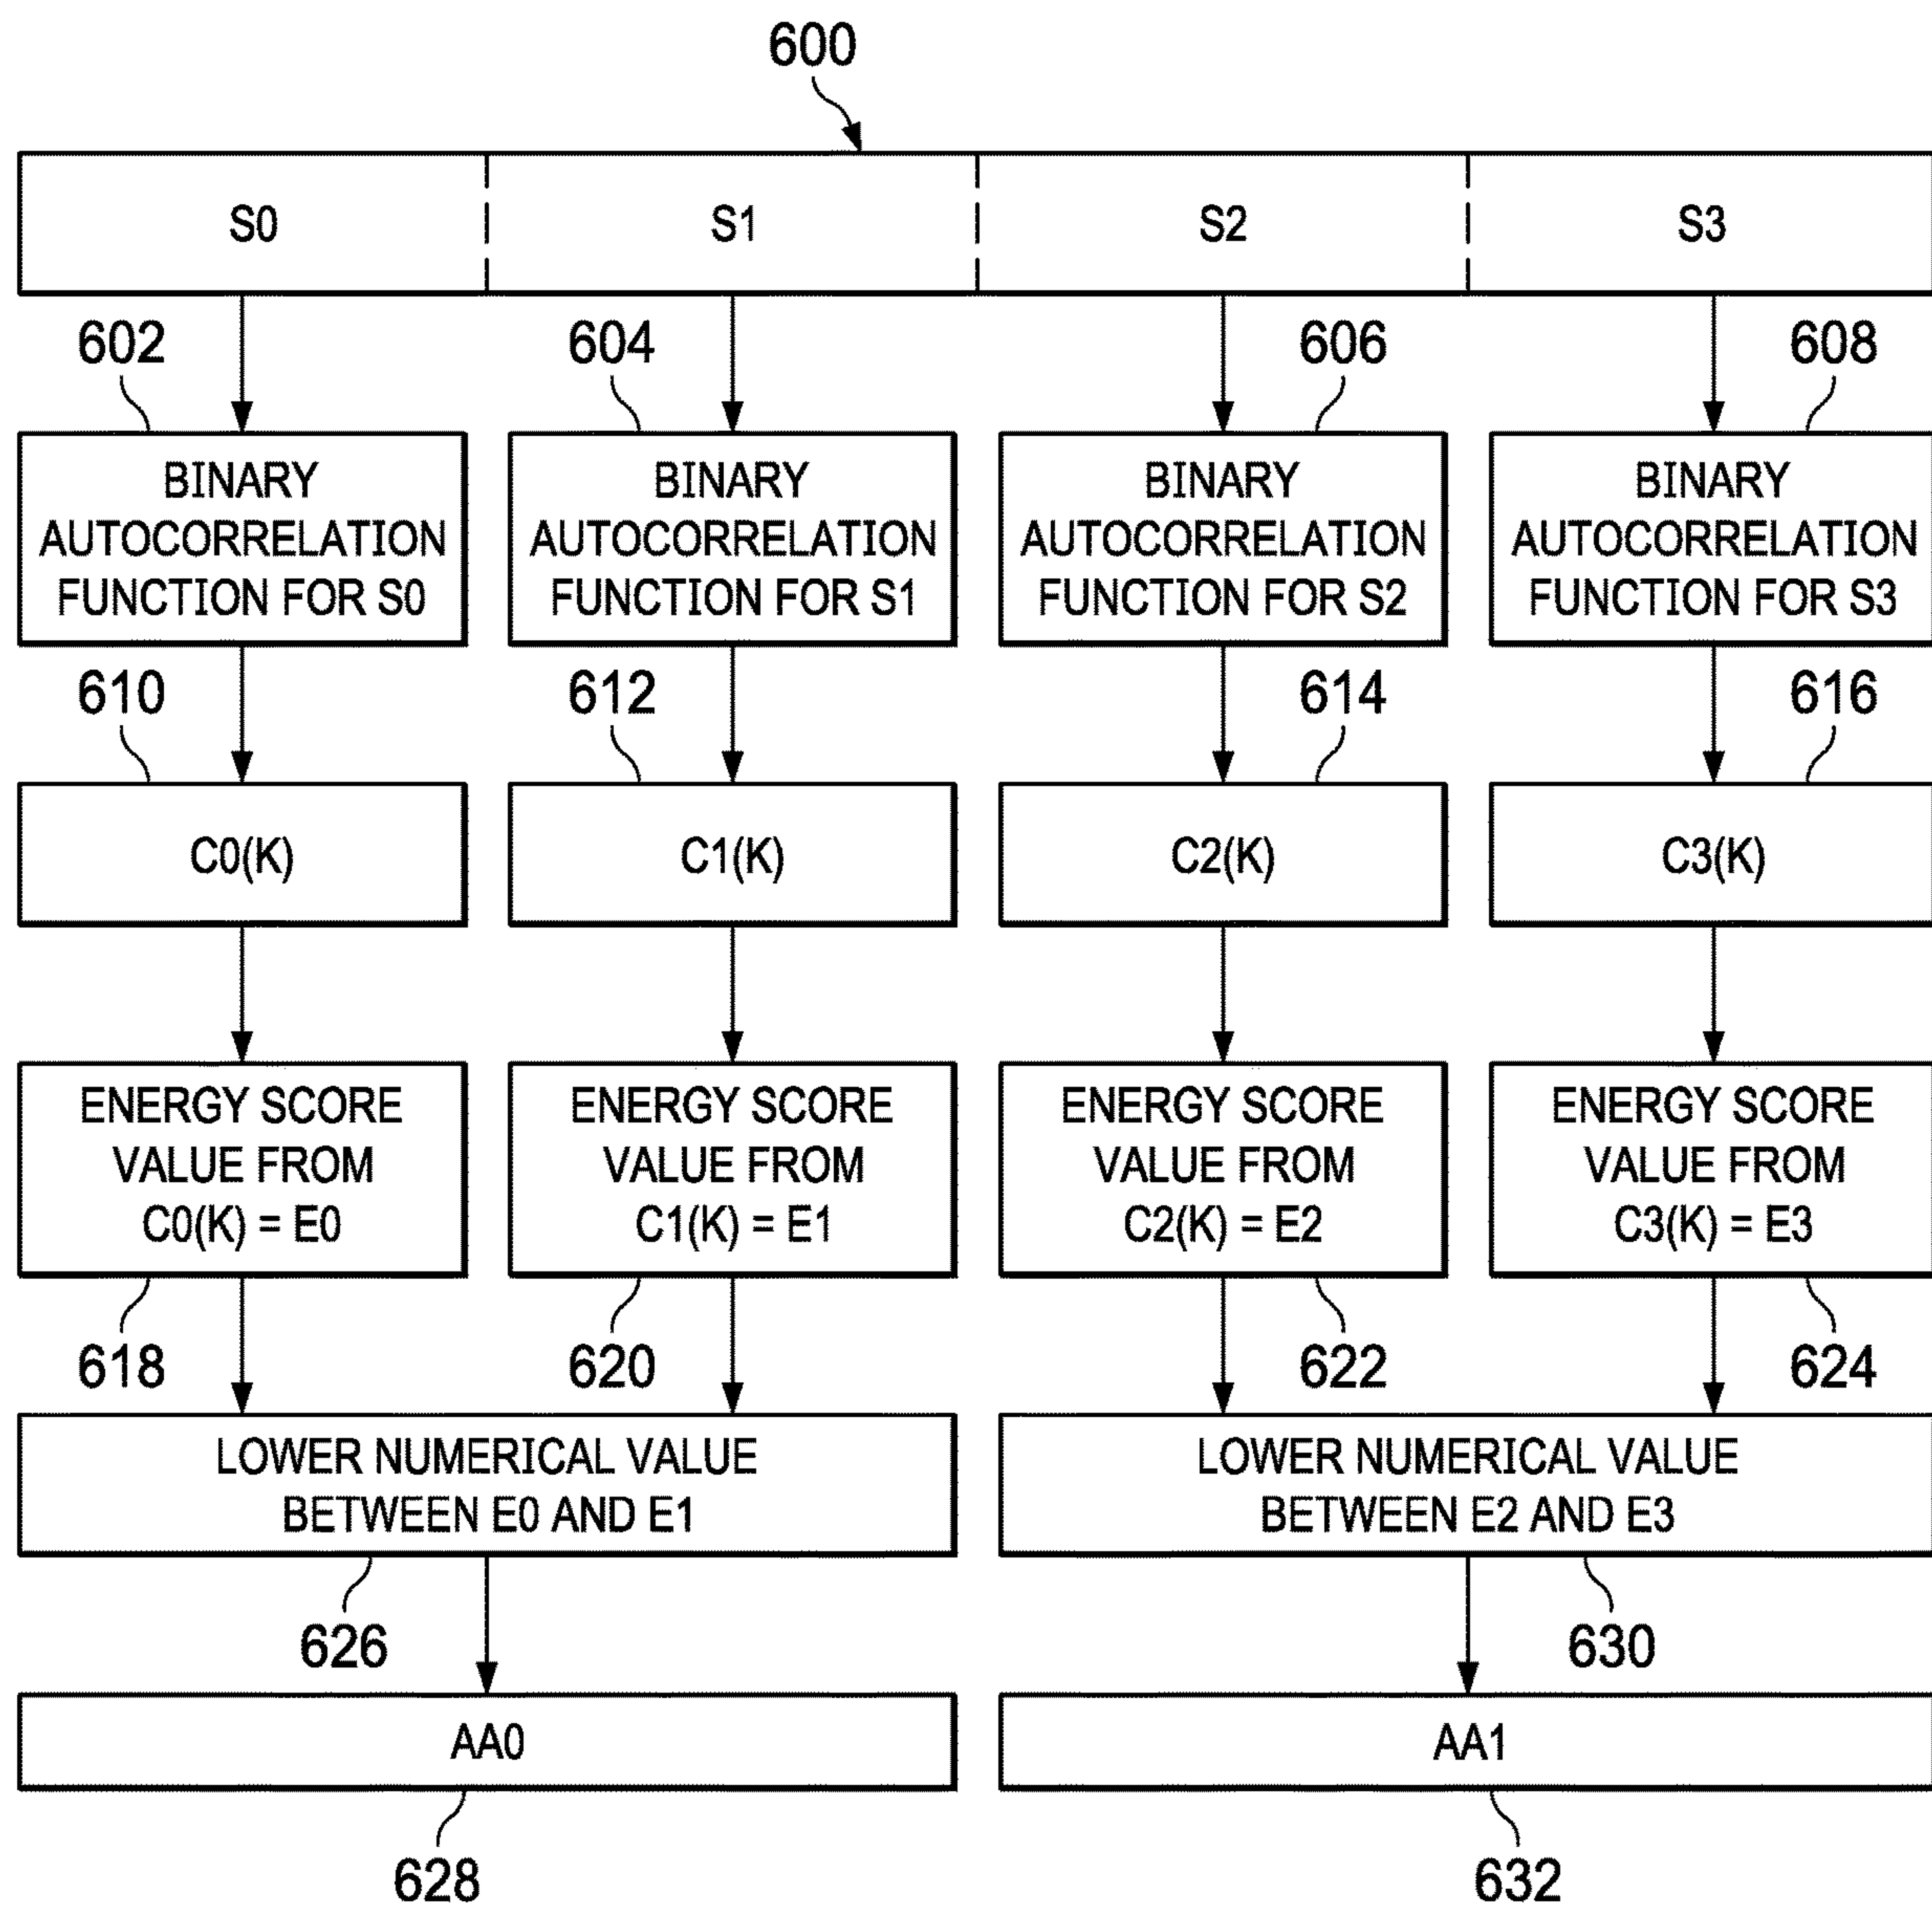 600
S0 S1 S2 S3
602 604 606 608
BINARY
AUTOCORRELATION
FUNCTION FOR S0
BINARY
AUTOCORRELATION
FUNCTION FOR S1
BINARY
AUTOCORRELATION
FUNCTION FOR S2
BINARY
AUTOCORRELATION
FUNCTION FOR S3
610 612 614 616
C0(K) C1(K) C2(K) C3(K)
ENERGY SCORE
VALUE FROM
C0(K) = E0
ENERGY SCORE
VALUE FROM
C1(K) = E1
ENERGY SCORE
VALUE FROM
C2(K) = E2
ENERGY SCORE
VALUE FROM
C3(K) = E3
618 620 622 624
LOWER NUMERICAL VALUE
BETWEEN E0 AND E1
LOWER NUMERICAL VALUE
BETWEEN E2 AND E3
626 630
AA0 AA1
628 632